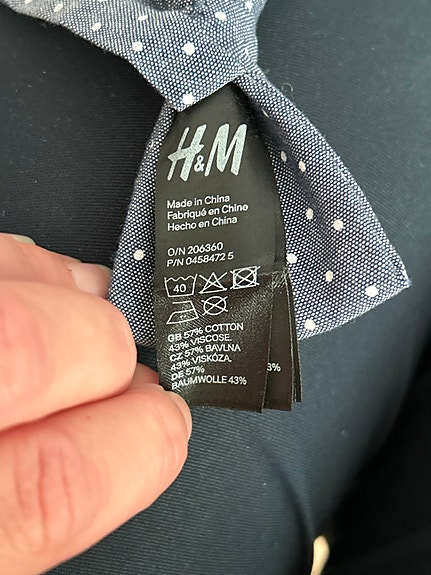 H&M
Made in China
Fabriqué en Chine
Hecho en China
O/N 206360
P/N 0458472 5
40
GB 57% COTTON
43% VISCOSE.
CZ 57% BAVLNA
43% VISKÓZA.
DE 57%
BAUMWOLLE 43%
3%